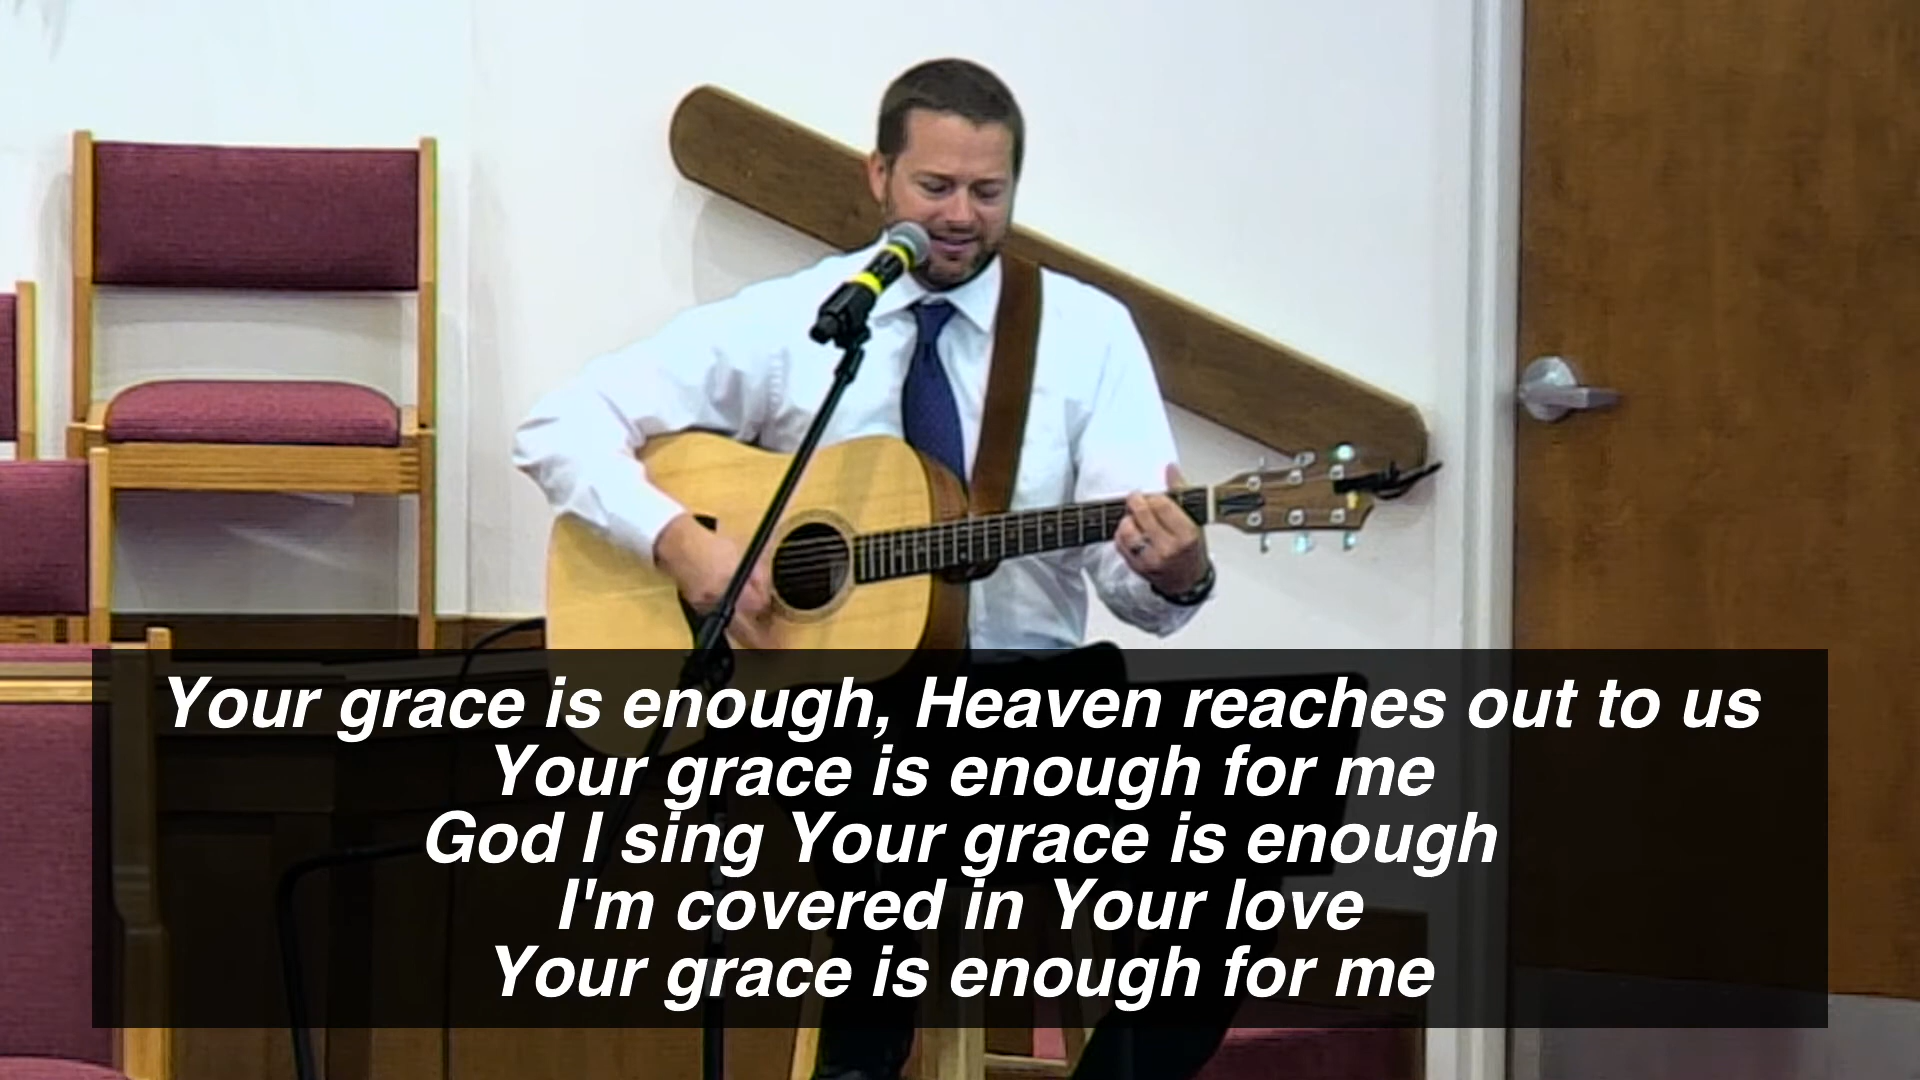 Your grace is enough, Heaven reaches out to us
Your grace is enough for me
God I sing Your grace is enough
I'm covered in Your love
Your grace is enough for me